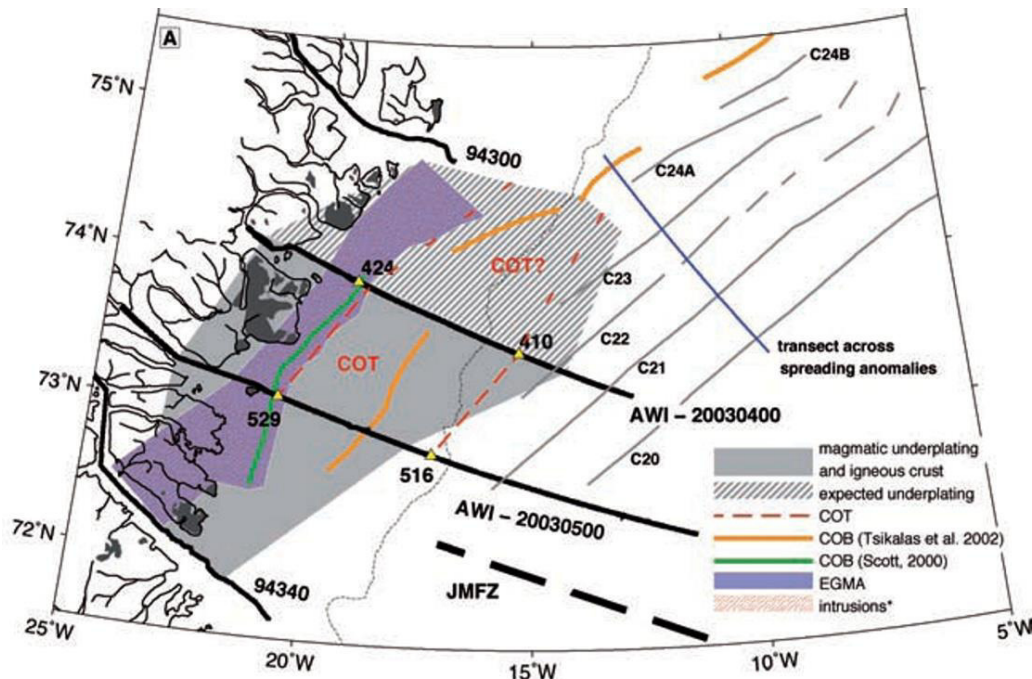 A
75°N
74°N
73°N
72°N
25°W
20°W
15°W
10°W
5°W
94300
C24B
C24A
424
COT?
C23
410
C22
transect across
spreading anomalies
COT
C21
AWI – 20030400
529
516
C20
AWI – 20030500
JMFZ
94340
magmatic underplating
and igneous crust
expected underplating
COT
COB (Tsikalas et al. 2002)
COB (Scott, 2000)
EGMA
intrusions*